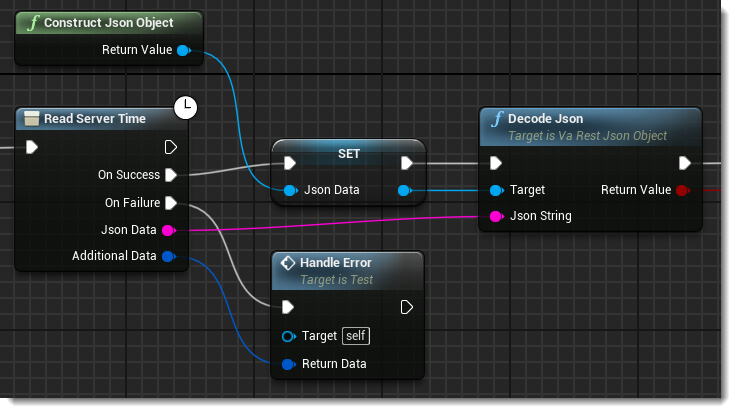 Construct Json Object
Return Value
Read Server Time
On Success
On Failure
Json Data
Additional Data
SET
Json Data
Decode Json
Target is Va Rest Json Object
Target
Return Value
Json String
Handle Error
Target is Test
Target self
Return Data